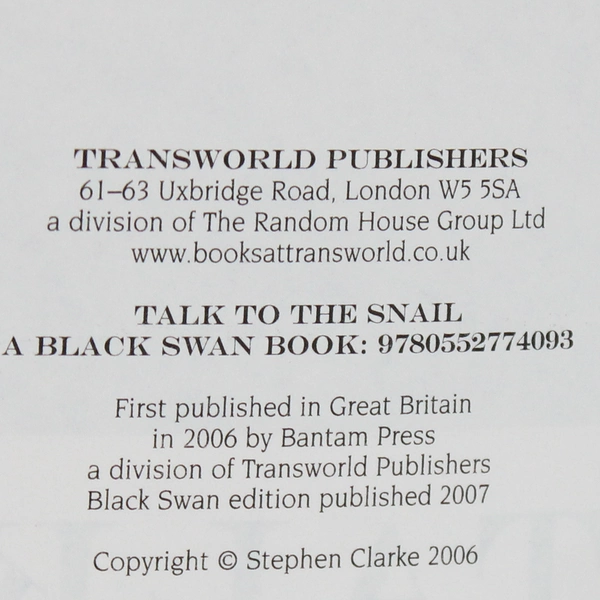 TRANSWORLD PUBLISHERS
61–63 Uxbridge Road, London W5 5SA
a division of The Random House Group Ltd
www.booksattransworld.co.uk
TALK TO THE SNAIL
A BLACK SWAN BOOK: 9780552774093
First published in Great Britain
in 2006 by Bantam Press
a division of Transworld Publishers
Black Swan edition published 2007
Copyright © Stephen Clarke 2006